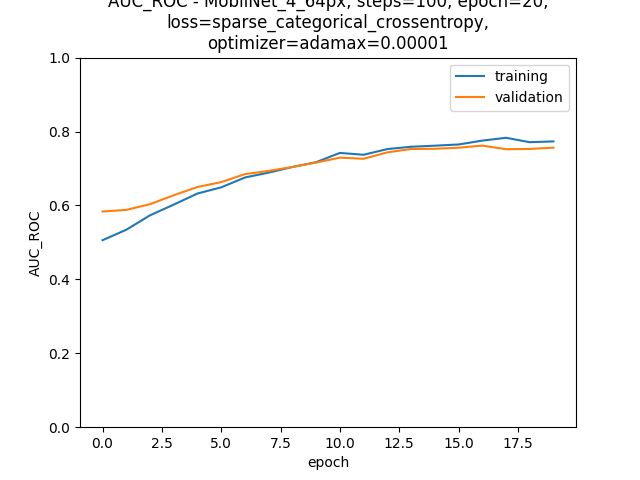 AUC_ROC - MobilNet_4_64px, steps=100, epoch=20,
loss=sparse_categorical_crossentropy,
optimizer=adamax=0.00001
1.0
0.8
0.6
0.4
0.2
0.0
AUC_ROC
training
validation
0.0 2.5 5.0 7.5 10.0 12.5 15.0 17.5
epoch